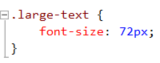 .large-text {
    font-size: 72px;
}